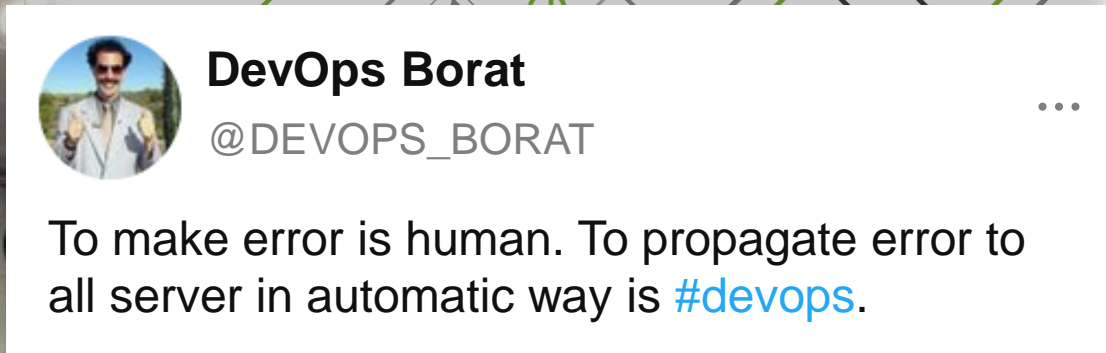 DevOps Borat
@DEVOPS_BORAT
To make error is human. To propagate error to
all server in automatic way is #devops.